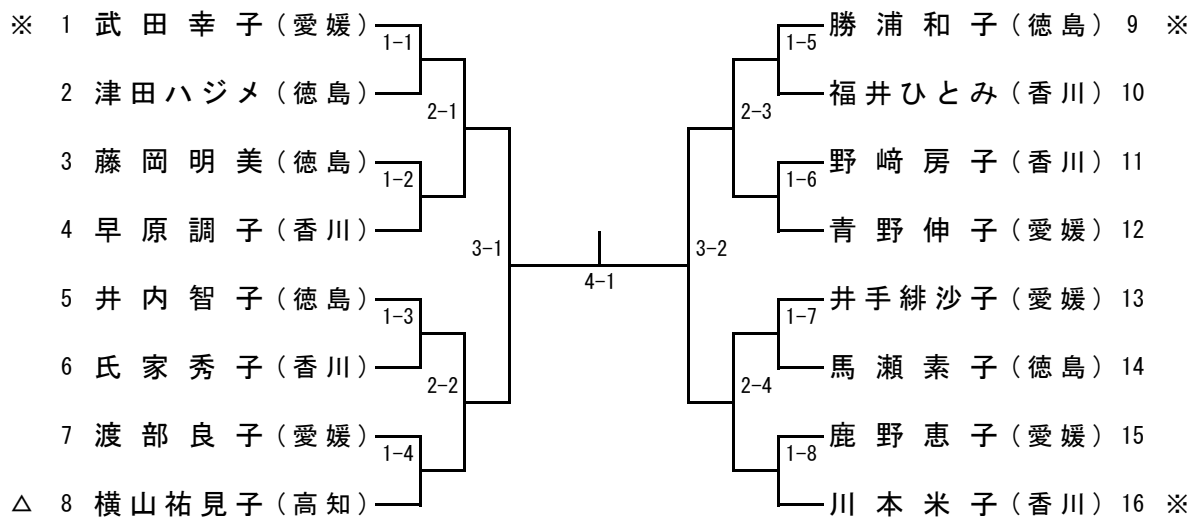 ※ 1 武田幸子(愛媛) 1-1 1-5 勝浦和子(徳島) 9 ※
2 津田ハジメ(徳島) 2-1 2-3 福井ひとみ(香川) 10
3 藤岡明美(徳島) 1-2 1-6 野﨑房子(香川) 11
4 早原調子(香川) 青野伸子(愛媛) 12
3-1 4-1 3-2
5 井内智子(徳島) 1-3 1-7 井手緋沙子(愛媛) 13
6 氏家秀子(香川) 2-2 2-4 馬瀬素子(徳島) 14
7 渡部良子(愛媛) 1-4 1-8 鹿野恵子(愛媛) 15
△ 8 横山祐見子(高知) 川本米子(香川) 16 ※